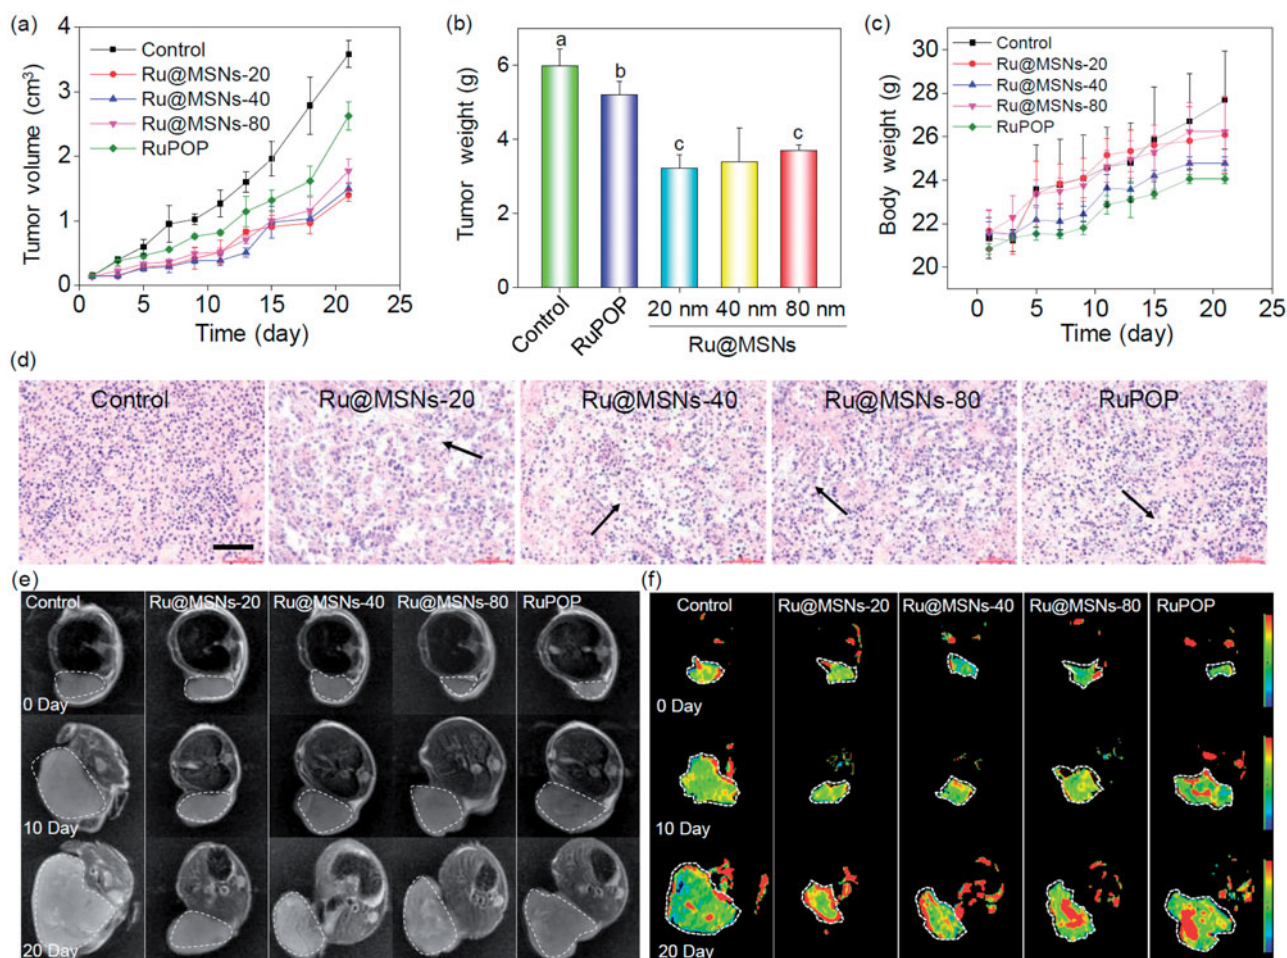 (a)
4
3
2
1
0
Tumor volume (cm³)
Control
Ru@MSNs-20
Ru@MSNs-40
Ru@MSNs-80
RuPOP
0 5 10 15 20 25
Time (day)
(b)
6
4
2
0
Tumor weight (g)
a
b
c
c
Control
RuPOP
20 nm 40 nm 80 nm
Ru@MSNs
(c)
30
28
26
24
22
20
Body weight (g)
Control
Ru@MSNs-20
Ru@MSNs-40
Ru@MSNs-80
RuPOP
0 5 10 15 20 25
Time (day)
(d)
Control Ru@MSNs-20 Ru@MSNs-40 Ru@MSNs-80 RuPOP
(e)
Control Ru@MSNs-20 Ru@MSNs-40 Ru@MSNs-80 RuPOP
0 Day
10 Day
20 Day
(f)
Control Ru@MSNs-20 Ru@MSNs-40 Ru@MSNs-80 RuPOP
0 Day
10 Day
20 Day